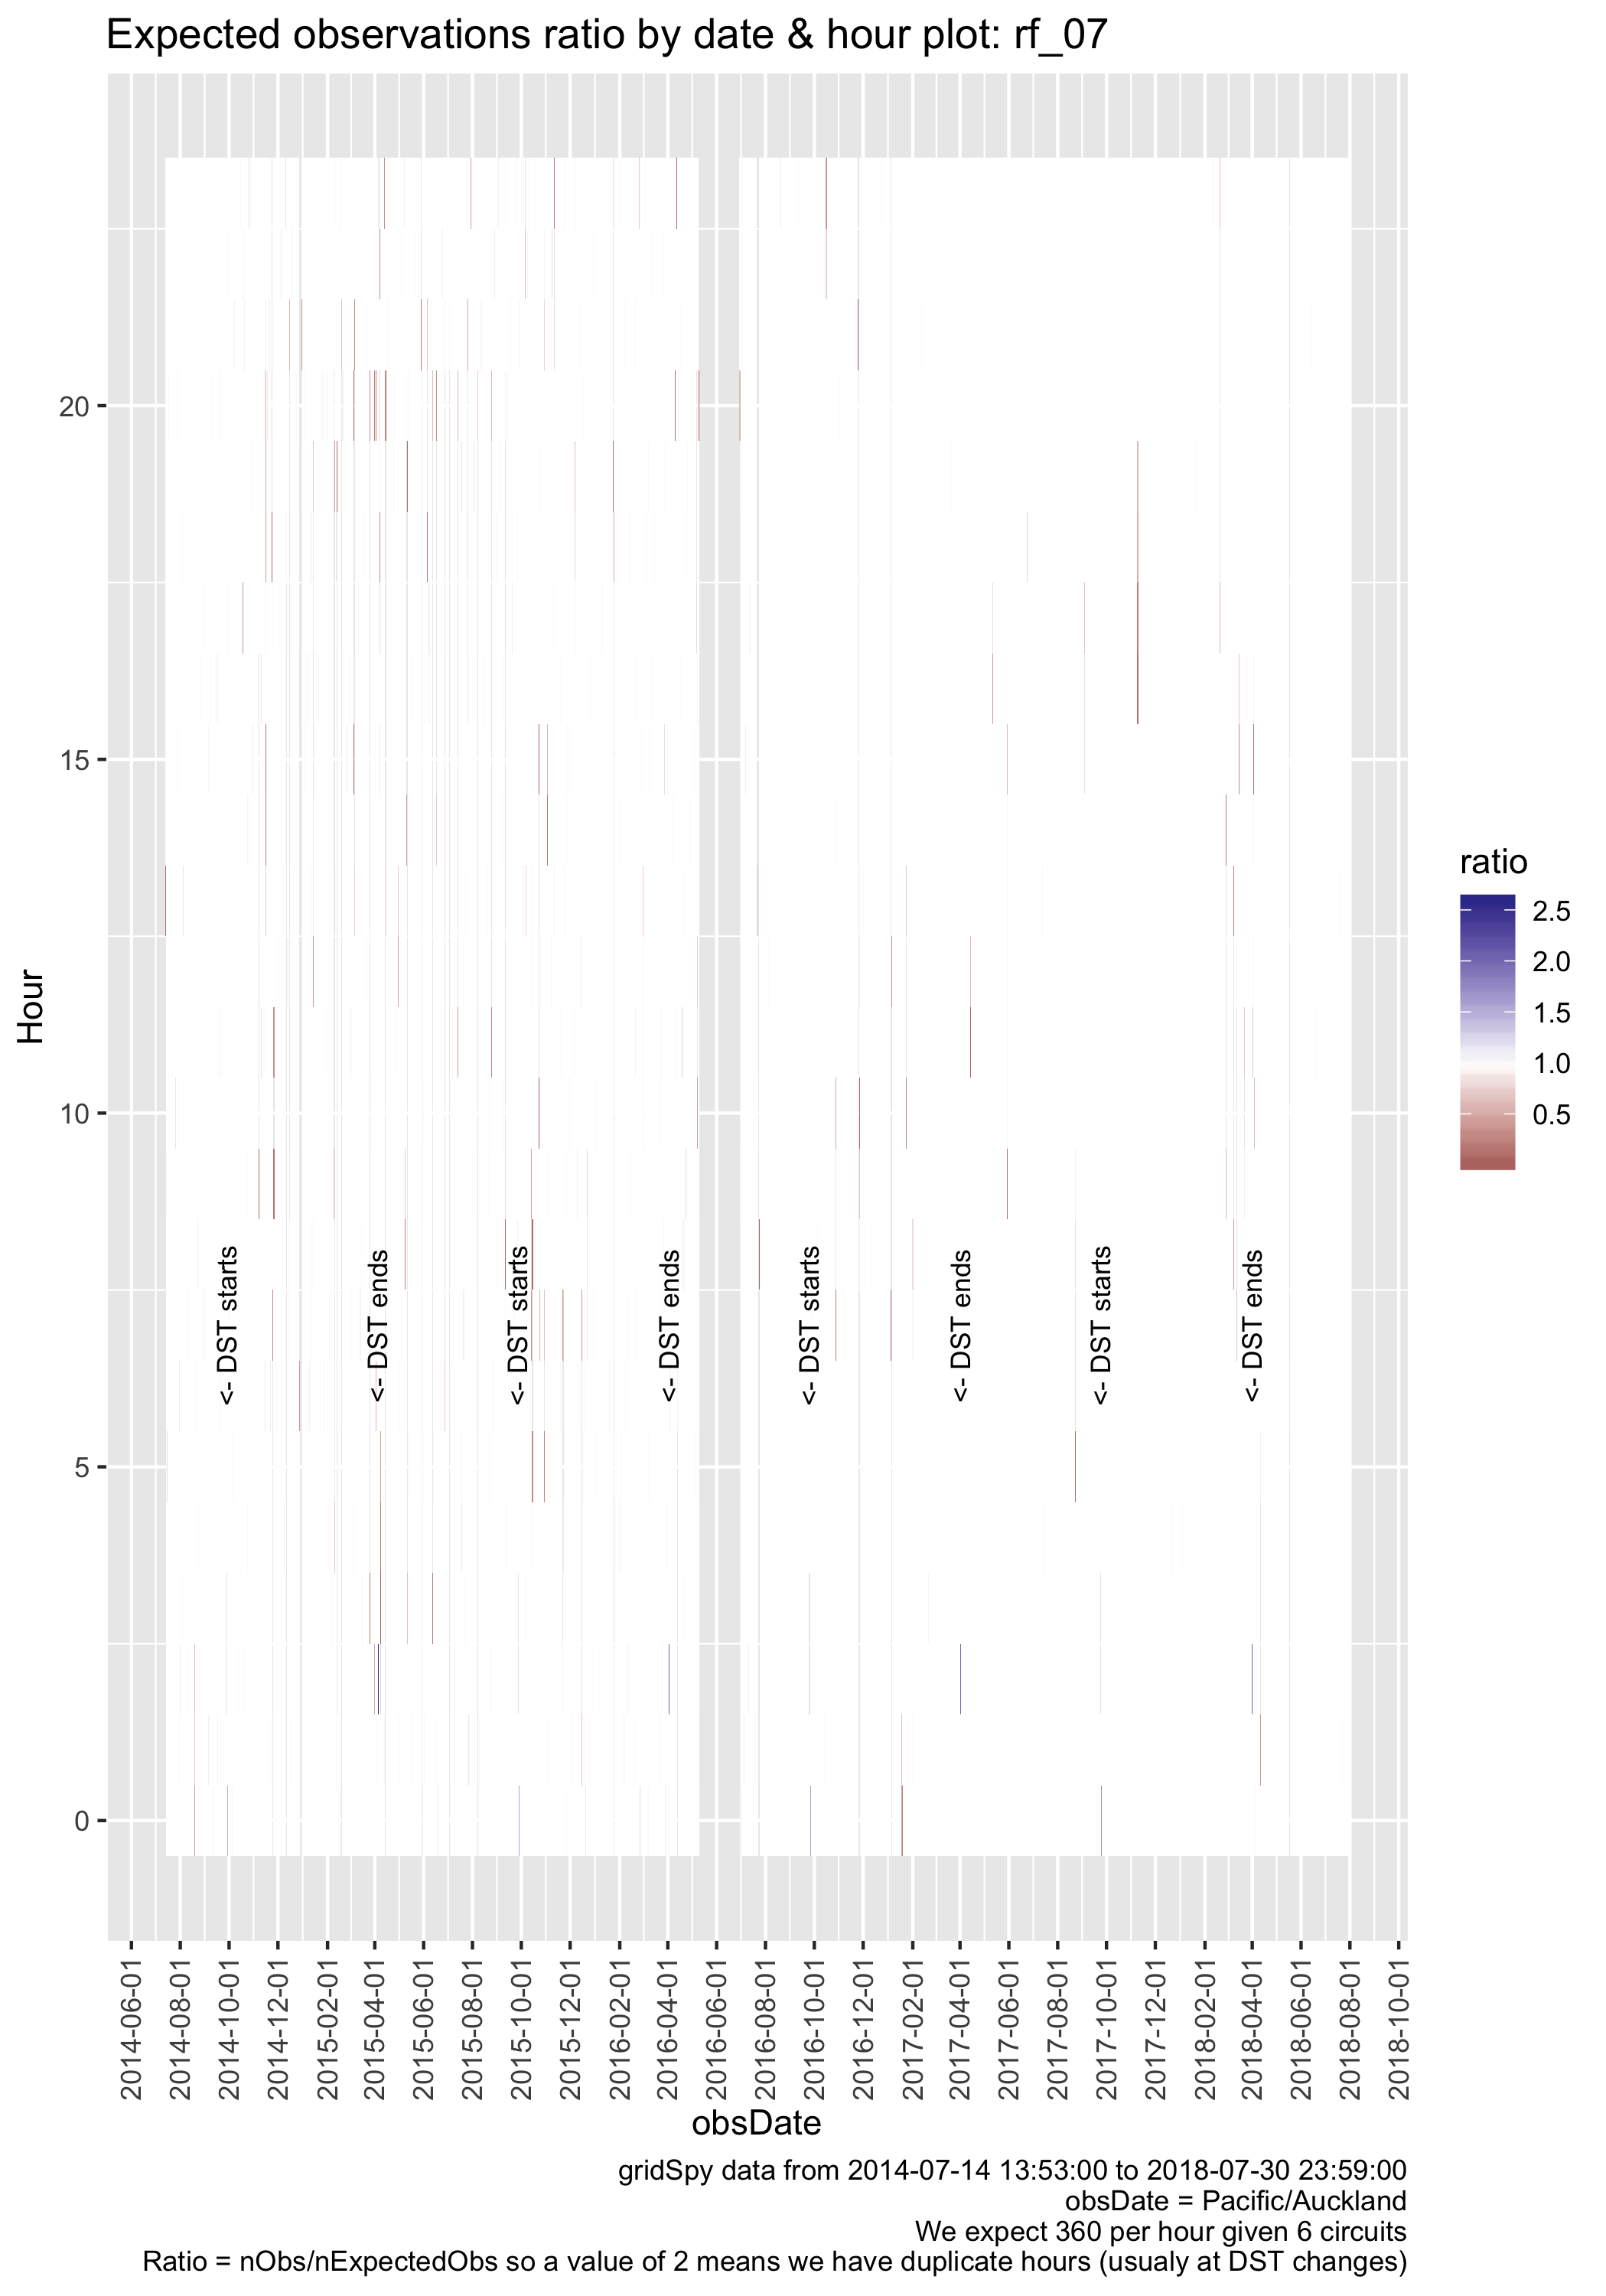 Expected observations ratio by date & hour plot: rf_07
Hour
20
15
10
5
0
<- DST starts
<- DST ends
<- DST starts
<- DST ends
<- DST starts
<- DST ends
<- DST starts
<- DST ends
ratio
2.5
2.0
1.5
1.0
0.5
2014-06-01
2014-08-01
2014-10-01
2014-12-01
2015-02-01
2015-04-01
2015-06-01
2015-08-01
2015-10-01
2015-12-01
2016-02-01
2016-04-01
2016-06-01
2016-08-01
2016-10-01
2016-12-01
2017-02-01
2017-04-01
2017-06-01
2017-08-01
2017-10-01
2017-12-01
2018-02-01
2018-04-01
2018-06-01
2018-08-01
2018-10-01
obsDate
gridSpy data from 2014-07-14 13:53:00 to 2018-07-30 23:59:00
obsDate = Pacific/Auckland
We expect 360 per hour given 6 circuits
Ratio = nObs/nExpectedObs so a value of 2 means we have duplicate hours (usualy at DST changes)